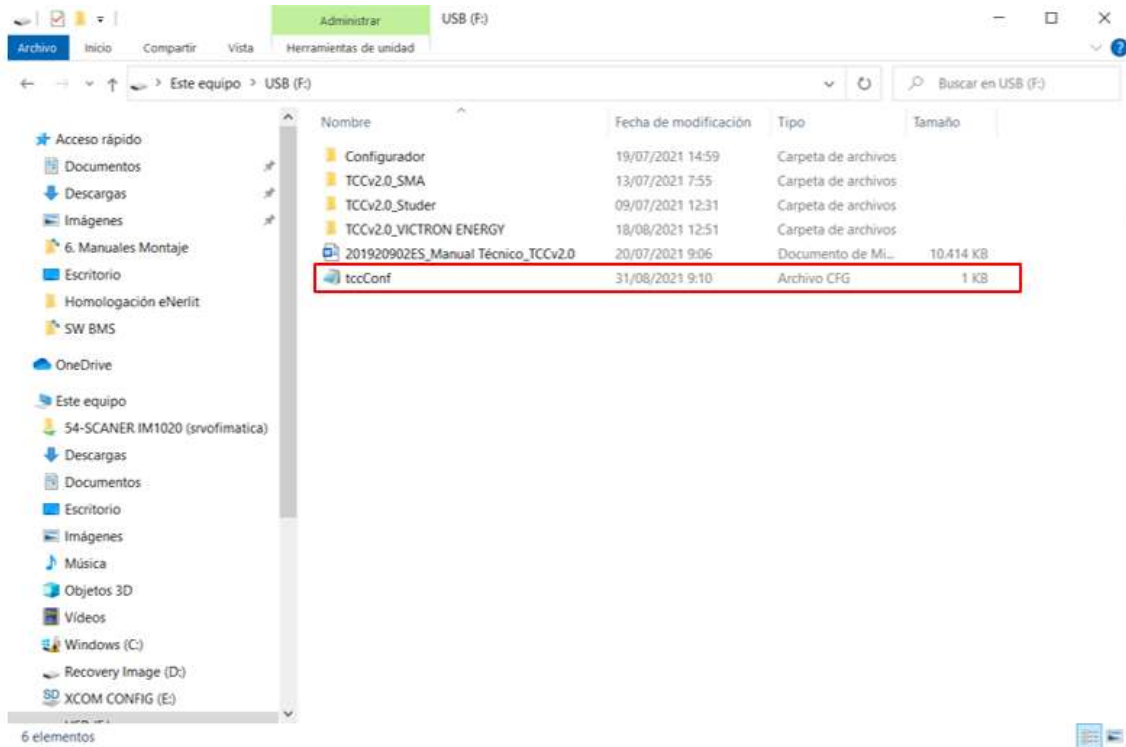 Administrar USB (F:)
Archivo Inicio Compartir Vista Herramientas de unidad
Este equipo > USB (F:) Buscar en USB (F:)
Nombre Fecha de modificación Tipo Tamaño
Acceso rápido
Documentos
Descargas
Imágenes
6. Manuales Montaje
Escritorio
Homologación eNerlit
SW BMS
OneDrive
Este equipo
54-SCANER IM1020 (srvofimatica)
Descargas
Documentos
Escritorio
Imágenes
Música
Objetos 3D
Vídeos
Windows (C:)
Recovery Image (D:)
XCOM CONFIG (E:)
Configurador 19/07/2021 14:59 Carpeta de archivos
TCCv2.0_SMA 13/07/2021 7:55 Carpeta de archivos
TCCv2.0_Studer 09/07/2021 12:31 Carpeta de archivos
TCCv2.0_VICTRON ENERGY 18/08/2021 12:51 Carpeta de archivos
201920902ES_Manual Técnico_TCCv2.0 20/07/2021 9:06 Documento de Mi... 10.414 KB
tccConf 31/08/2021 9:10 Archivo CFG 1 KB
6 elementos